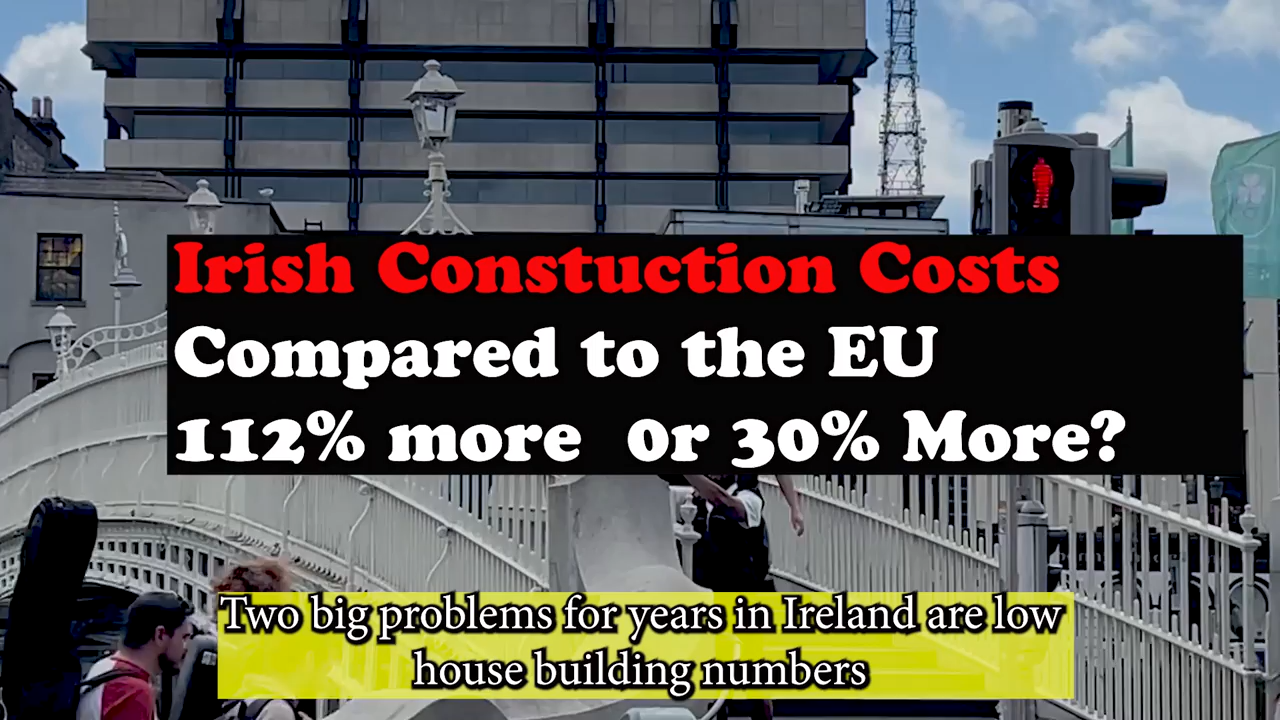 Irish Constuction Costs
Compared to the EU
112% more 0r 30% More?
Two big problems for years in Ireland are low
house building numbers